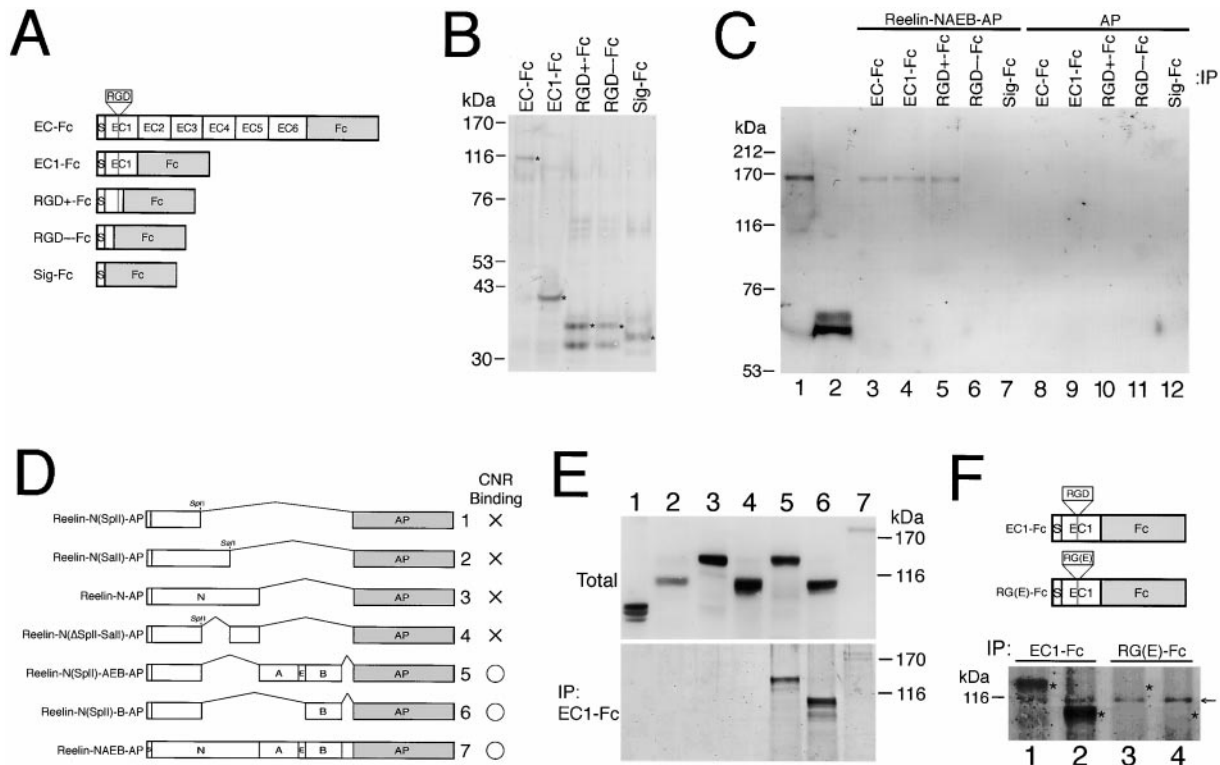 A
RGD
EC-Fc S EC1 EC2 EC3 EC4 EC5 EC6 Fc
EC1-Fc S EC1 Fc
RGD+-Fc S Fc
RGD—-Fc S Fc
Sig-Fc S Fc
B
EC-Fc
EC1-Fc
RGD+-Fc
RGD—-Fc
Sig-Fc
kDa
170
116
76
53
43
30
C
Reelin-NAEB-AP AP
EC-Fc EC1-Fc RGD+-Fc RGD—-Fc Sig-Fc EC-Fc EC1-Fc RGD+-Fc RGD—-Fc Sig-Fc :IP
kDa
212
170
116
76
53
1 2 3 4 5 6 7 8 9 10 11 12
D
CNR
Binding
Reelin-N(SplI)-AP SplI AP 1 ×
Reelin-N(SalI)-AP SalI AP 2 ×
Reelin-N-AP N AP 3 ×
Reelin-N(ΔSplI-SalI)-AP SplI AP 4 ×
Reelin-N(SplI)-AEB-AP A E B AP 5 ○
Reelin-N(SplI)-B-AP B AP 6 ○
Reelin-NAEB-AP N A E B AP 7 ○
E
1 2 3 4 5 6 7
kDa
170
116
Total
170
116
IP:
EC1-Fc
F
RGD
EC1-Fc S EC1 Fc
RG(E)
RG(E)-Fc S EC1 Fc
IP: EC1-Fc RG(E)-Fc
kDa
116
1 2 3 4